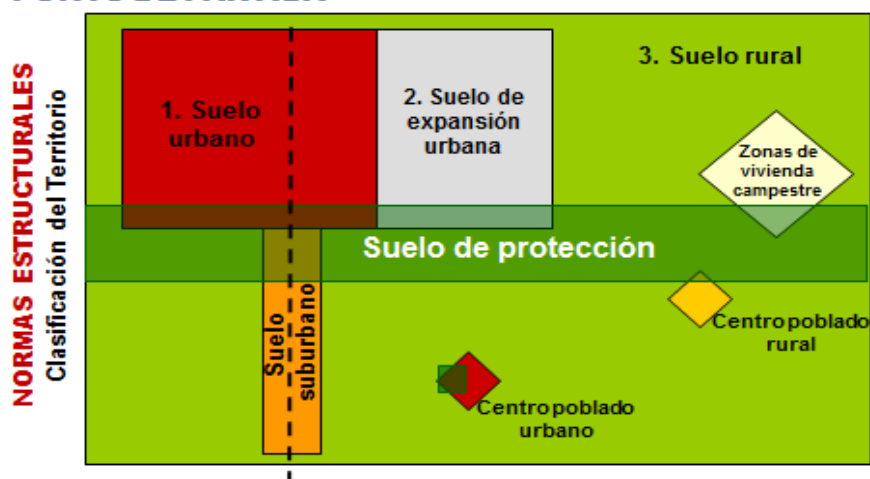 NORMAS ESTRUCTURALES
Clasificación del Territorio
1. Suelo
urbano
2. Suelo de
expansión
urbana
3. Suelo rural
Zonas de
vivienda
campestre
Suelo de protección
Suelo
suburbano
Centro poblado
rural
Centro poblado
urbano